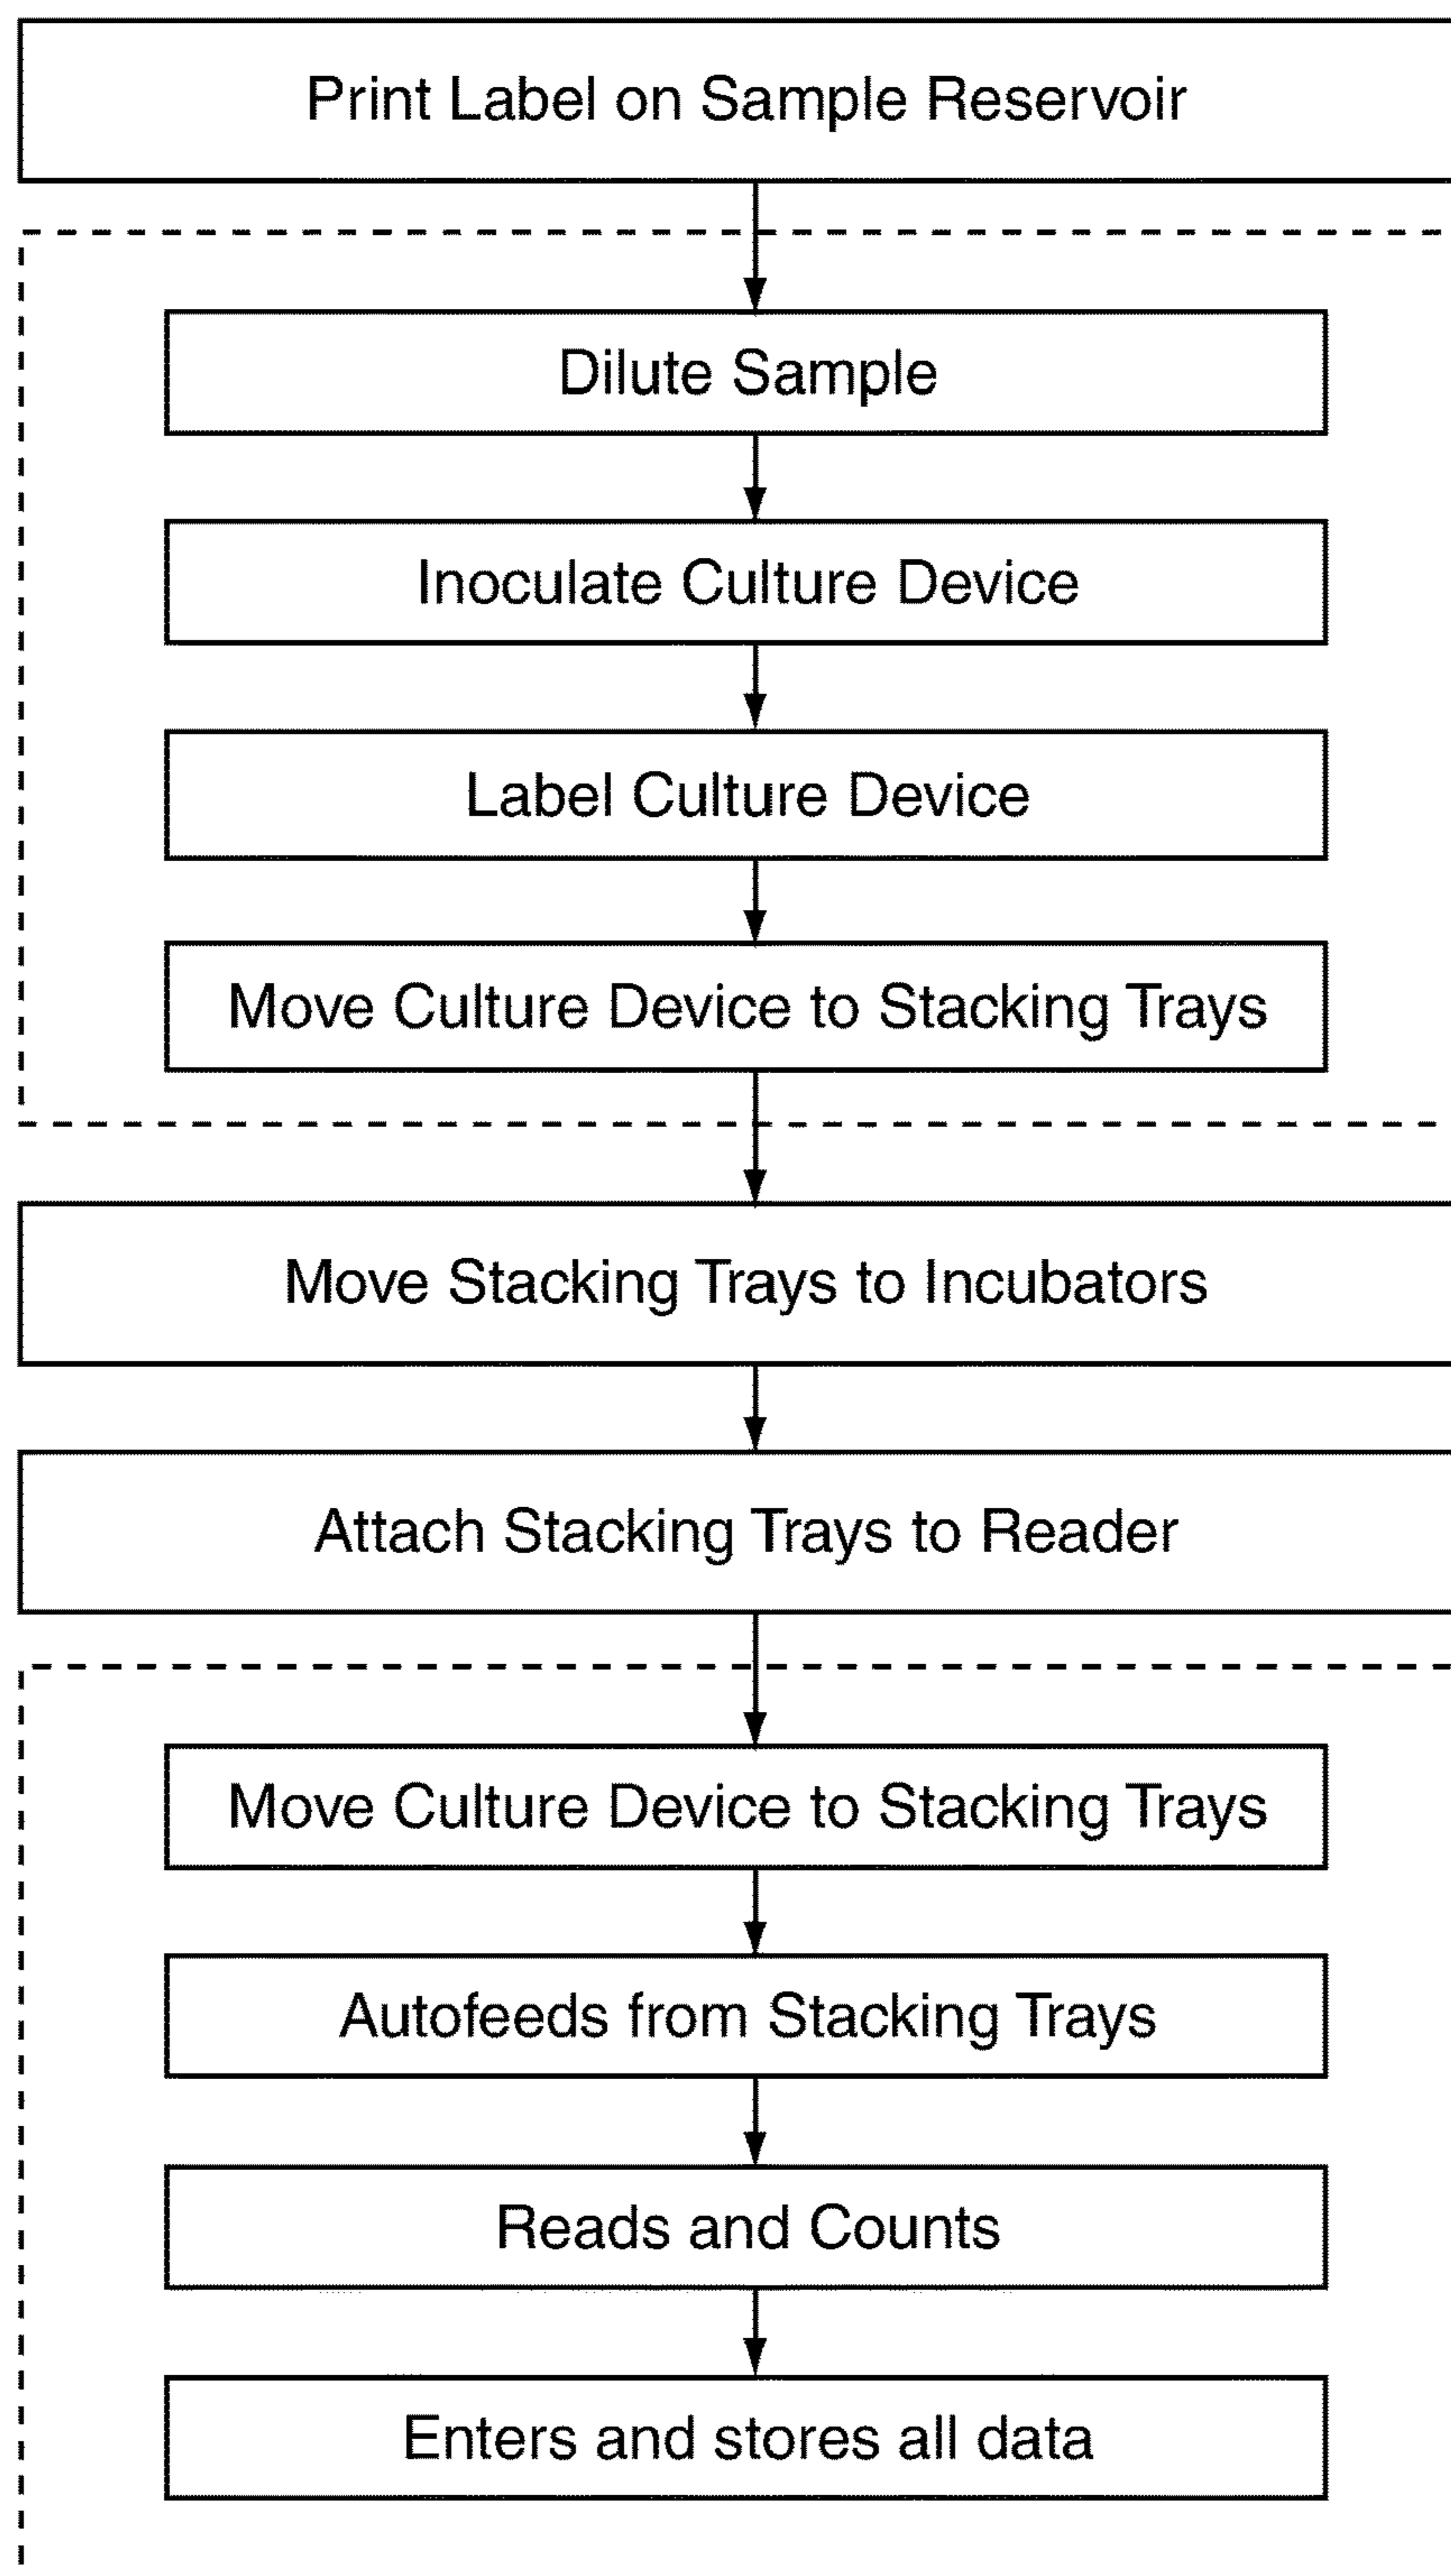 Print Label on Sample Reservoir
Dilute Sample
Inoculate Culture Device
Label Culture Device
Move Culture Device to Stacking Trays
Move Stacking Trays to Incubators
Attach Stacking Trays to Reader
Move Culture Device to Stacking Trays
Autofeeds from Stacking Trays
Reads and Counts
Enters and stores all data